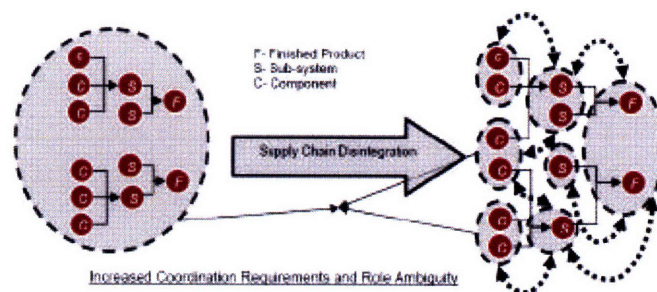 F- Finished Product
S- Sub-system
C- Component
C
C
C
S
S
F
C
C
C
S
S
F
Supply Chain Disintegration
C
C
C
C
C
C
S
S
S
S
F
F
Increased Coordination Requirements and Role Ambiguity